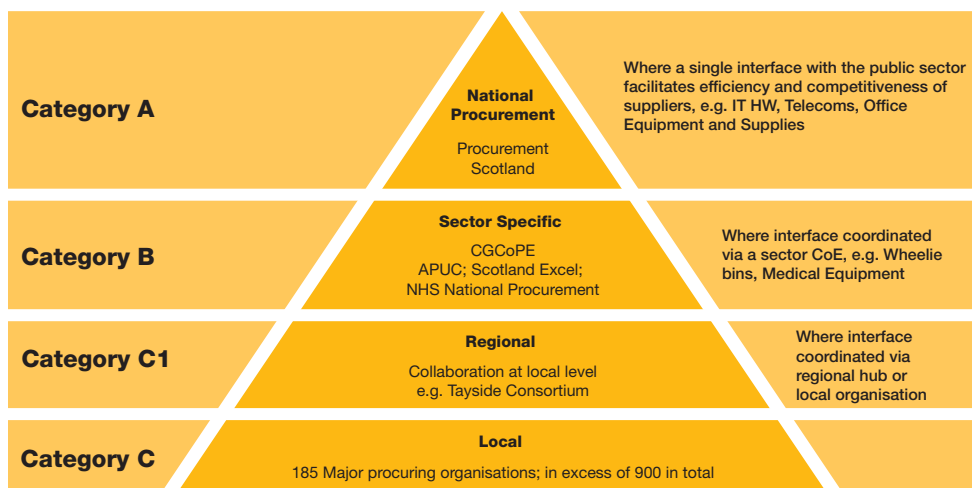 Category A
National
Procurement
Procurement
Scotland
Where a single interface with the public sector
facilitates efficiency and competitiveness of
suppliers, e.g. IT HW, Telecoms, Office
Equipment and Supplies
Category B
Sector Specific
CGCoPE
APUC; Scotland Excel;
NHS National Procurement
Where interface coordinated
via a sector CoE, e.g. Wheelie
bins, Medical Equipment
Category C1
Regional
Collaboration at local level
e.g. Tayside Consortium
Where interface
coordinated via
regional hub or
local organisation
Category C
Local
185 Major procuring organisations; in excess of 900 in total